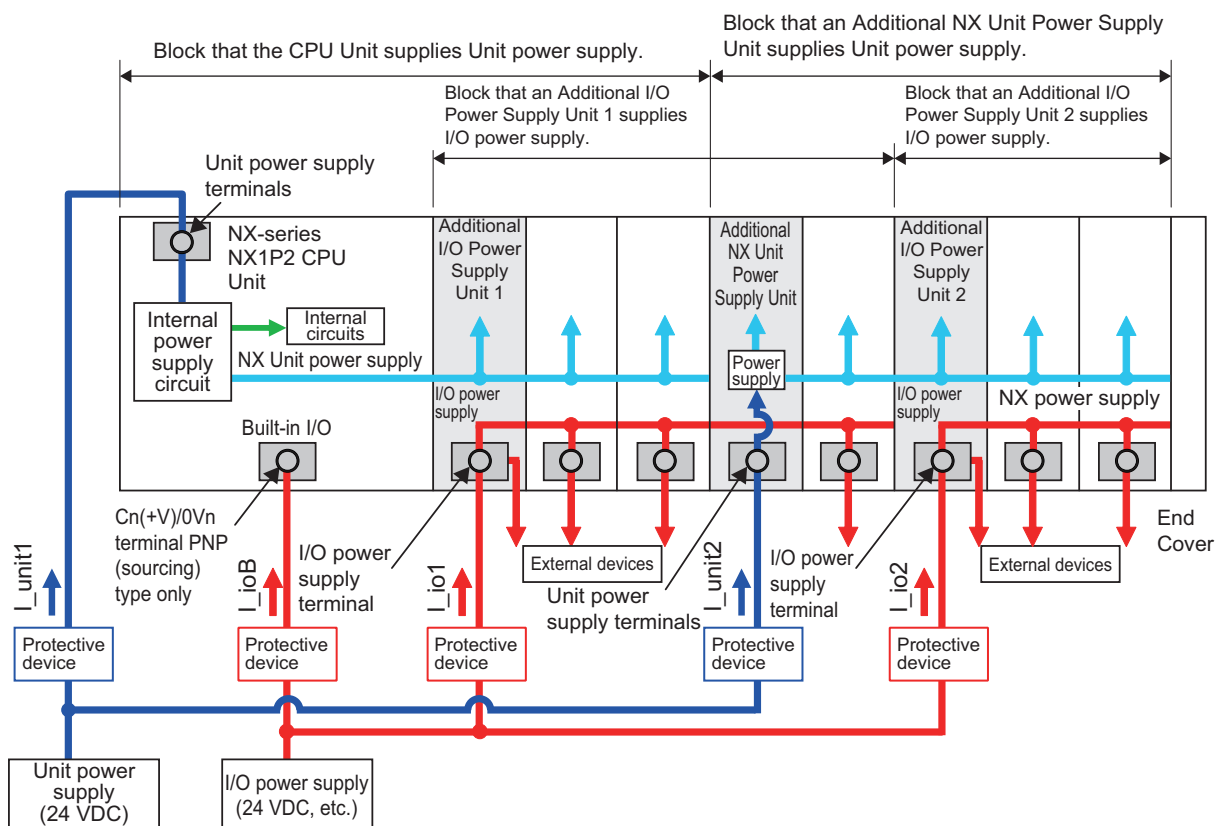 Block that the CPU Unit supplies Unit power supply.
Block that an Additional NX Unit Power Supply
Unit supplies Unit power supply.
Block that an Additional I/O
Power Supply Unit 1 supplies
I/O power supply.
Block that an Additional I/O
Power Supply Unit 2 supplies
I/O power supply.
Unit power supply
terminals
NX-series
NX1P2 CPU
Unit
Additional
I/O Power
Supply
Unit 1
Additional
NX Unit
Power
Supply Unit
Additional
I/O Power
Supply
Unit 2
Internal
power
supply
circuit
Internal
circuits
NX Unit power supply
Power
supply
I/O power
supply
I/O power
supply
NX power supply
Built-in I/O
Cn(+V)/0Vn
terminal PNP
(sourcing)
type only
I/O power
supply
terminal
External devices
Unit power
supply terminals
I/O power
supply
terminal
External devices
End
Cover
I_unit1
I_ioB
I_io1
I_unit2
I_io2
Protective
device
Protective
device
Protective
device
Protective
device
Protective
device
Unit power
supply
(24 VDC)
I/O power supply
(24 VDC, etc.)